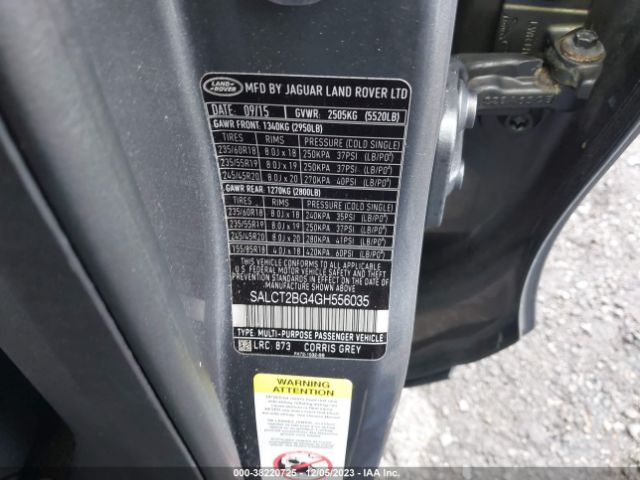 LAND ROVER
MFD BY JAGUAR LAND ROVER LTD
DATE 09/15 GVWR: 2505KG (5520LB)
GAWR FRONT: 1340KG (2950LB)
TIRES RIMS PRESSURE (COLD SINGLE)
235/60R18 8.0J x 18 250KPA 37PSI (LB/PO²)
235/55R19 8.0J x 19 250KPA 37PSI (LB/PO²)
245/45R20 8.0J x 20 270KPA 40PSI (LB/PO²)
GAWR REAR: 1270KG (2800LB)
TIRES RIMS PRESSURE (COLD SINGLE)
235/60R18 8.0J x 18 240KPA 35PSI (LB/PO²)
235/55R19 8.0J x 19 250KPA 37PSI (LB/PO²)
245/45R20 8.0J x 20 280KPA 41PSI (LB/PO²)
155/85R18 4.0J x 18 420KPA 60PSI (LB/PO²)
THIS VEHICLE CONFORMS TO ALL APPLICABLE
U.S. FEDERAL MOTOR VEHICLE SAFETY AND THEFT
PREVENTION STANDARDS IN EFFECT ON THE DATE
OF MANUFACTURE SHOWN ABOVE
SALCT2BG4GH556035
TYPE: MULTI-PURPOSE PASSENGER VEHICLE
LRC. 873 CORRIS GREY
WARNING
000-38220725 - 12/05/2023 - IAAI.com